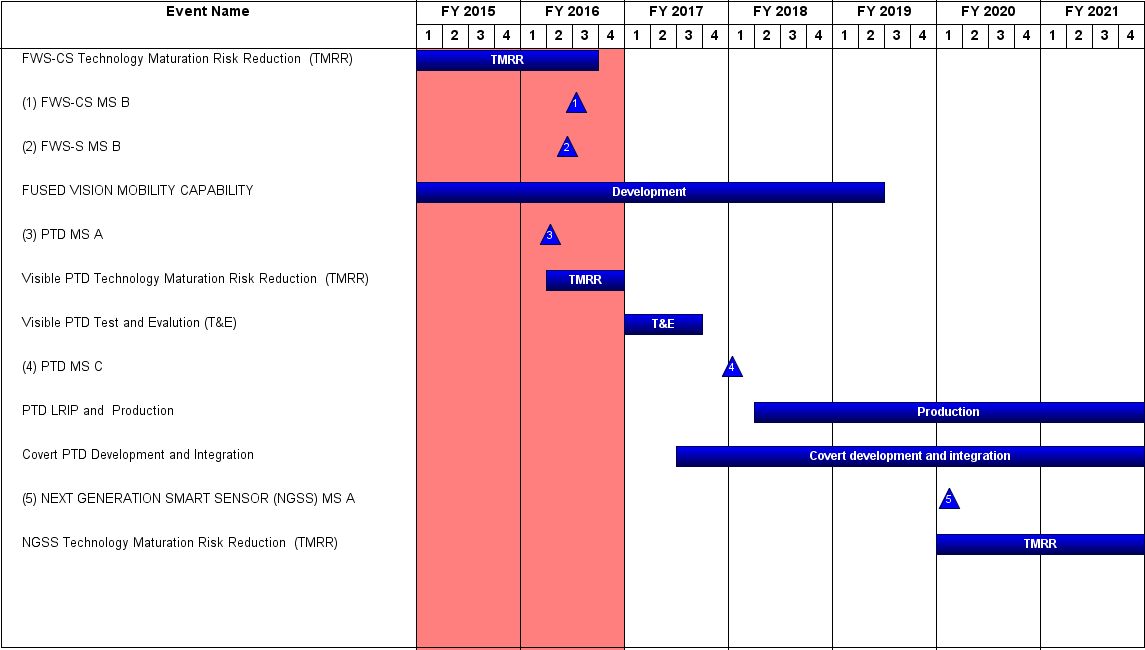 Event Name FY 2015 FY 2016 FY 2017 FY 2018 FY 2019 FY 2020 FY 2021
1 2 3 4 1 2 3 4 1 2 3 4 1 2 3 4 1 2 3 4 1 2 3 4 1 2 3 4
FWS-CS Technology Maturation Risk Reduction (TMRR) TMRR
(1) FWS-CS MS B 1
(2) FWS-S MS B 2
FUSED VISION MOBILITY CAPABILITY Development
(3) PTD MS A 3
Visible PTD Technology Maturation Risk Reduction (TMRR) TMRR
Visible PTD Test and Evalution (T&E) T&E
(4) PTD MS C 4
PTD LRIP and Production Production
Covert PTD Development and Integration Covert development and integration
(5) NEXT GENERATION SMART SENSOR (NGSS) MS A 5
NGSS Technology Maturation Risk Reduction (TMRR) TMRR